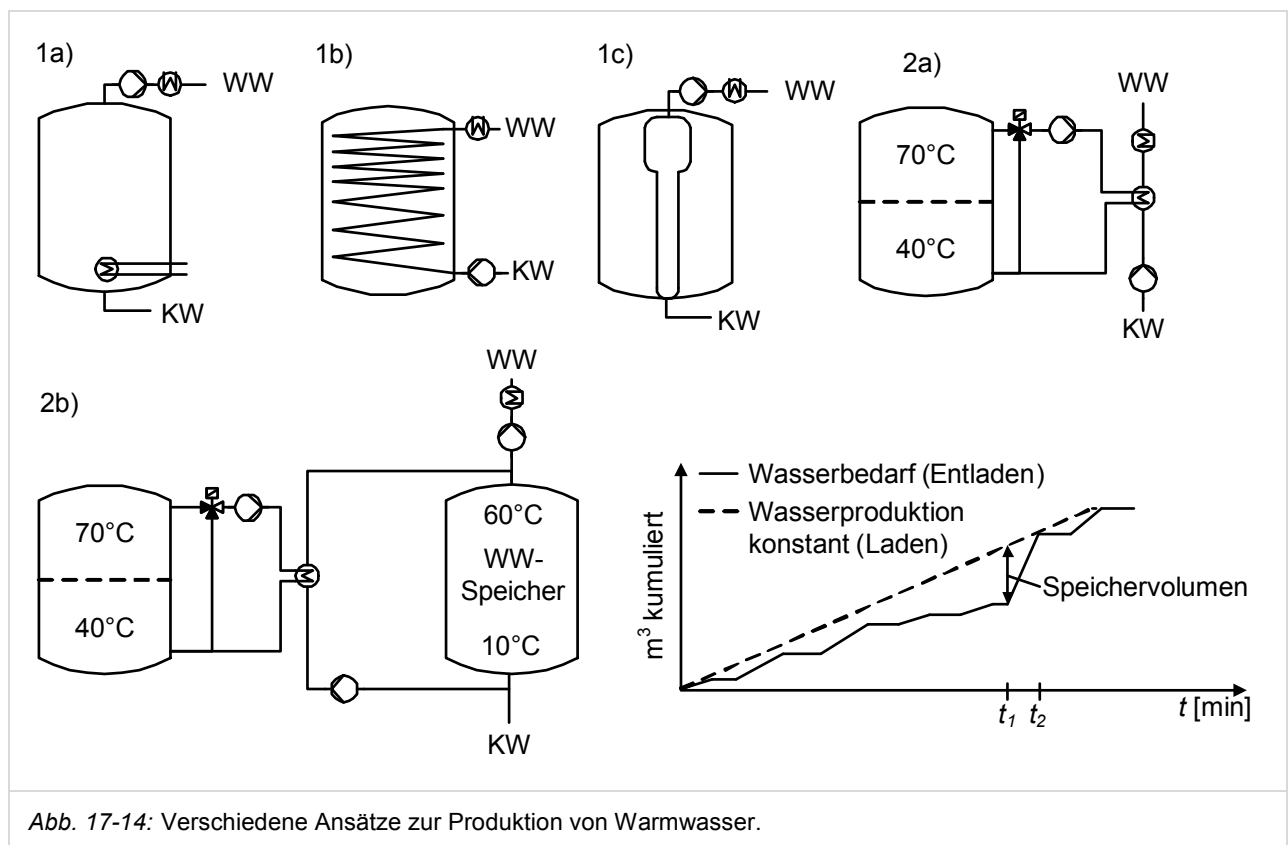 1a)
WW
KW
1b)
WW
KW
1c)
WW
KW
2a)
WW
70°C
40°C
KW
2b)
WW
70°C
40°C
60°C
WW-
Speicher
10°C
KW
m³ kumuliert
Wasserbedarf (Entladen)
Wasserproduktion
konstant (Laden)
Speichervolumen
t₁
t₂
t [min]
Abb. 17-14: Verschiedene Ansätze zur Produktion von Warmwasser.